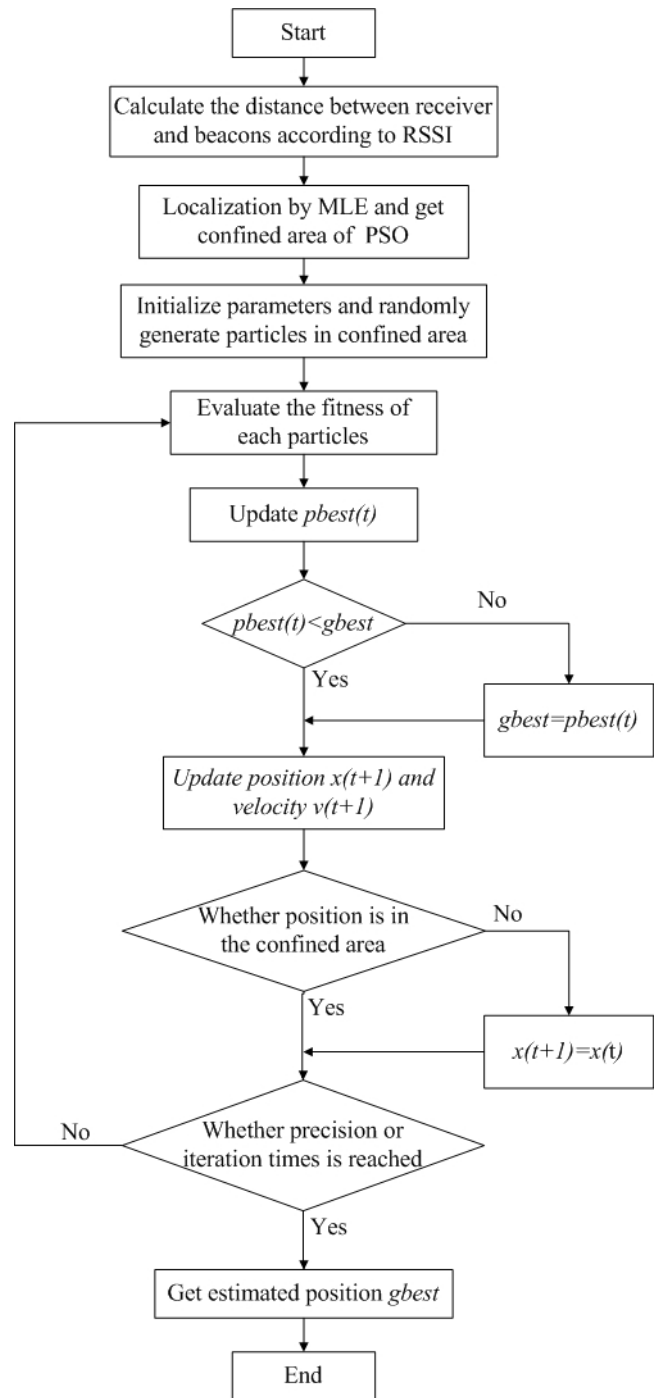 Start
Calculate the distance between receiver
and beacons according to RSSI
Localization by MLE and get
confined area of PSO
Initialize parameters and randomly
generate particles in confined area
Evaluate the fitness of
each particles
Update pbest(t)
pbest(t)<gbest
No
Yes
gbest=pbest(t)
Update position x(t+1) and
velocity v(t+1)
Whether position is in
the confined area
No
Yes
x(t+1)=x(t)
Whether precision or
iteration times is reached
No
Yes
Get estimated position gbest
End